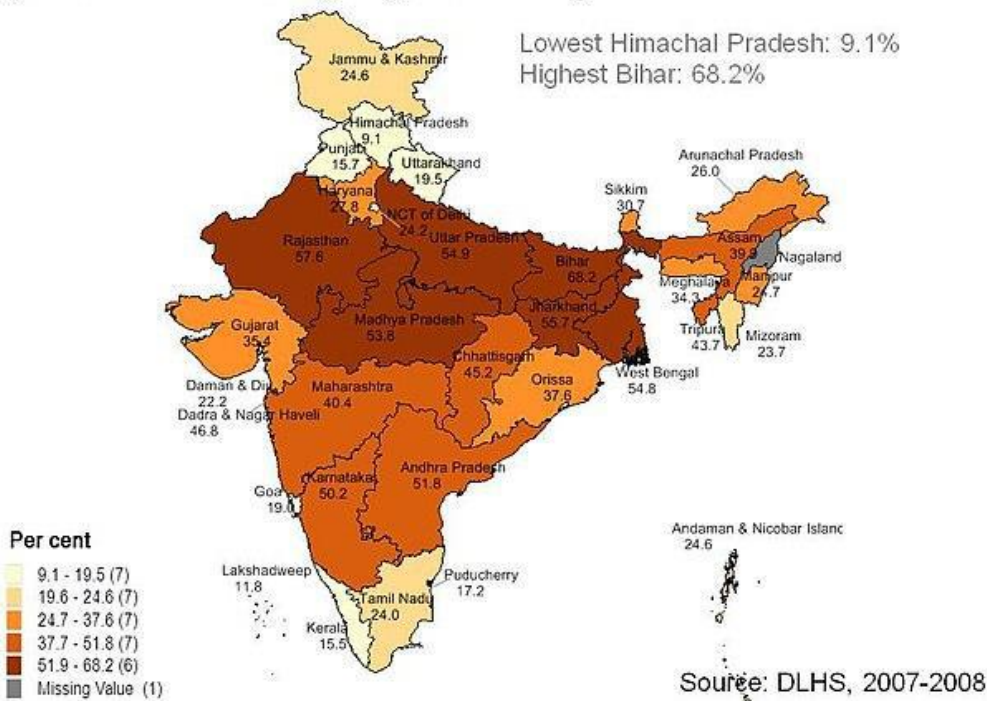 Lowest Himachal Pradesh: 9.1%
Highest Bihar: 68.2%
Jammu & Kashmir
24.6
Himachal Pradesh
9.1
Punjab
15.7
Uttarakhand
19.5
Haryana
27.8
NCT of Delhi
24.2
Uttar Pradesh
54.9
Rajasthan
57.6
Bihar
68.2
Sikkim
30.7
Arunachal Pradesh
26.0
Assam
39.9
Nagaland
Meghalaya
34.3
Manipur
24.7
Tripura
43.7
Mizoram
23.7
Jharkhand
55.7
Madhya Pradesh
53.8
Gujarat
35.4
Chhattisgarh
45.2
West Bengal
54.8
Orissa
37.6
Daman & Diu
22.2
Dadra & Nagar Haveli
46.8
Maharashtra
40.4
Andhra Pradesh
51.8
Karnataka
50.2
Goa
19.0
Andaman & Nicobar Islanc
24.6
Lakshadweep
11.8
Puducherry
17.2
Tamil Nadu
24.0
Kerala
15.5
Per cent
9.1 - 19.5 (7)
19.6 - 24.6 (7)
24.7 - 37.6 (7)
37.7 - 51.8 (7)
51.9 - 68.2 (6)
Missing Value (1)
Source: DLHS, 2007-2008